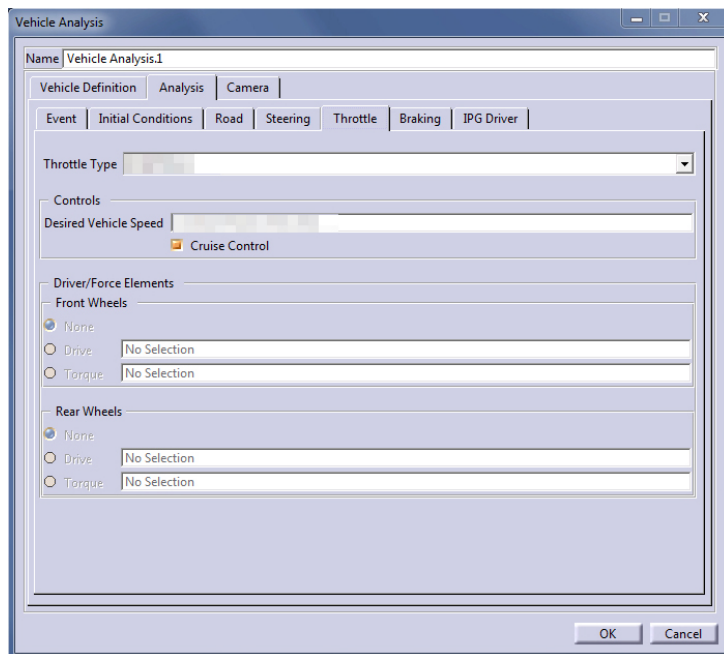 Vehicle Analysis
Name Vehicle Analysis.1
Vehicle Definition Analysis Camera
Event Initial Conditions Road Steering Throttle Braking IPG Driver
Throttle Type
Controls
Desired Vehicle Speed
Cruise Control
Driver/Force Elements
Front Wheels
None
Drive No Selection
Torque No Selection
Rear Wheels
None
Drive No Selection
Torque No Selection
OK Cancel